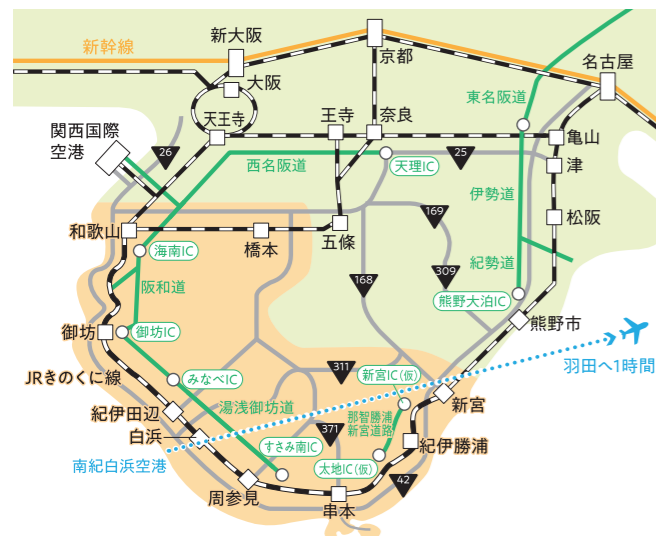 新幹線
新大阪
京都
名古屋
大阪
東名阪道
関西国際
空港
天王寺
王寺
奈良
亀山
26
西名阪道
天理IC
25
津
伊勢道
和歌山
橋本
五條
169
松阪
海南IC
紀勢道
309
168
阪和道
熊野大泊IC
御坊
御坊IC
熊野市
羽田へ1時間
JRきのくに線
みなべIC
311
新宮IC(仮)
新宮
紀伊田辺
湯浅御坊道
那智勝浦
新宮道路
白浜
371
紀伊勝浦
すさみ南IC
太地IC(仮)
南紀白浜空港
42
周参見
串本